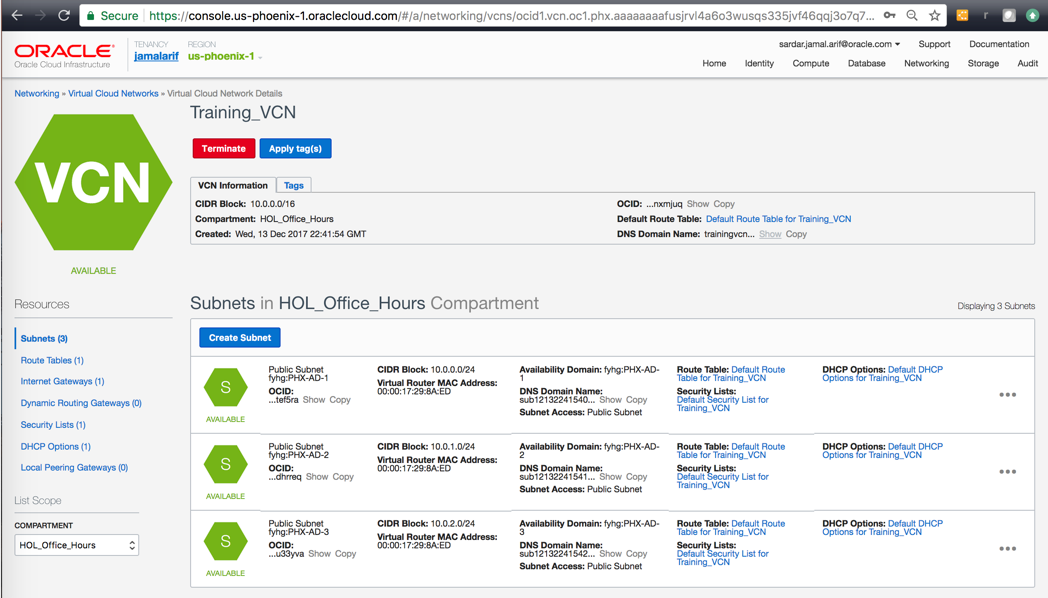 Secure https://console.us-phoenix-1.oraclecloud.com/#/a/networking/vcns/ocid1.vcn.oc1.phx.aaaaaaaafusjrvl4a6o3wusqs335jvf46qqj3o7q7...
ORACLE®
Oracle Cloud Infrastructure
TENANCY
jamalarif
REGION
us-phoenix-1
sardar.jamal.arif@oracle.com Support Documentation
Home Identity Compute Database Networking Storage Audit
Networking » Virtual Cloud Networks » Virtual Cloud Network Details
VCN
AVAILABLE
Training_VCN
Terminate Apply tag(s)
VCN Information Tags
CIDR Block: 10.0.0.0/16
Compartment: HOL_Office_Hours
Created: Wed, 13 Dec 2017 22:41:54 GMT
OCID: ...nxmjuq Show Copy
Default Route Table: Default Route Table for Training_VCN
DNS Domain Name: trainingvcn... Show Copy
Resources
Subnets (3)
Route Tables (1)
Internet Gateways (1)
Dynamic Routing Gateways (0)
Security Lists (1)
DHCP Options (1)
Local Peering Gateways (0)
List Scope
COMPARTMENT
HOL_Office_Hours
Subnets in HOL_Office_Hours Compartment
Displaying 3 Subnets
Create Subnet
S
AVAILABLE
Public Subnet
fyhg:PHX-AD-1
OCID:
...tef5ra Show Copy
CIDR Block: 10.0.0.0/24
Virtual Router MAC Address:
00:00:17:29:8A:ED
Availability Domain: fyhg:PHX-AD-
1
DNS Domain Name:
sub12132241540... Show Copy
Subnet Access: Public Subnet
Route Table: Default Route
Table for Training_VCN
Security Lists:
Default Security List for
Training_VCN
DHCP Options: Default DHCP
Options for Training_VCN
S
AVAILABLE
Public Subnet
fyhg:PHX-AD-2
OCID:
...dhrreq Show Copy
CIDR Block: 10.0.1.0/24
Virtual Router MAC Address:
00:00:17:29:8A:ED
Availability Domain: fyhg:PHX-AD-
2
DNS Domain Name:
sub12132241541... Show Copy
Subnet Access: Public Subnet
Route Table: Default Route
Table for Training_VCN
Security Lists:
Default Security List for
Training_VCN
DHCP Options: Default DHCP
Options for Training_VCN
S
AVAILABLE
Public Subnet
fyhg:PHX-AD-3
OCID:
...u33yva Show Copy
CIDR Block: 10.0.2.0/24
Virtual Router MAC Address:
00:00:17:29:8A:ED
Availability Domain: fyhg:PHX-AD-
3
DNS Domain Name:
sub12132241542... Show Copy
Subnet Access: Public Subnet
Route Table: Default Route
Table for Training_VCN
Security Lists:
Default Security List for
Training_VCN
DHCP Options: Default DHCP
Options for Training_VCN